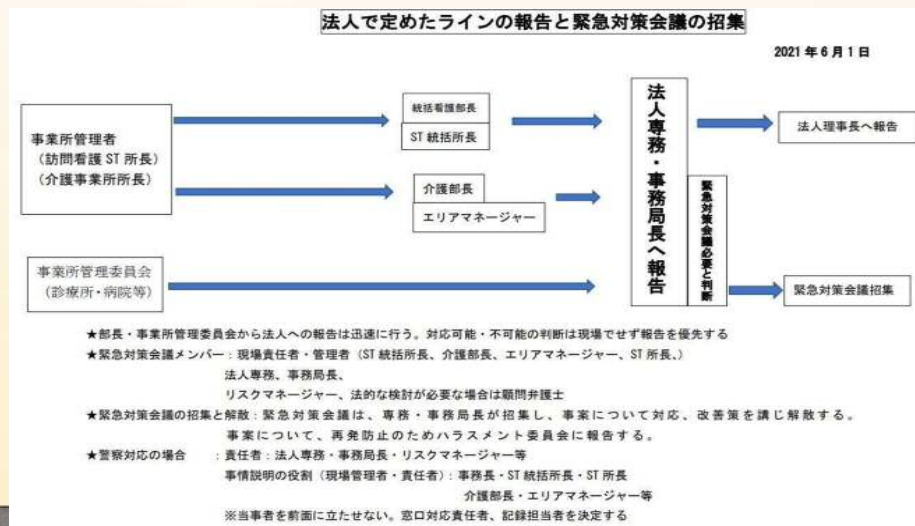 法人で定めたラインの報告と緊急対策会議の招集
2021年6月1日
事業所管理者
(訪問看護ST所長)
(介護事業所所長)
統括看護部長
ST統括所長
介護部長
エリアマネージャー
事業所管理委員会
(診療所・病院等)
法人専務・事務局長へ報告
緊急対策会議必要と判断
法人理事長へ報告
緊急対策会議招集
★部長・事業所管理委員会から法人への報告は迅速に行う。対応可能・不可能の判断は現場でせず報告を優先する
★緊急対策会議メンバー:現場責任者・管理者(ST統括所長、介護部長、エリアマネージャー、ST所長、)
法人専務、事務局長、
リスクマネージャー、法的な検討が必要な場合は顧問弁護士
★緊急対策会議の招集と解散:緊急対策会議は、専務・事務局長が招集し、事案について対応、改善策を講じ解散する。
事案について、再発防止のためハラスメント委員会に報告する。
★警察対応の場合 :責任者:法人専務・事務局長・リスクマネージャー等
事情説明の役割(現場管理者・責任者):事務長・ST統括所長・ST所長
介護部長・エリアマネージャー等
※当事者を前面に立たせない。窓口対応責任者、記録担当者を決定する